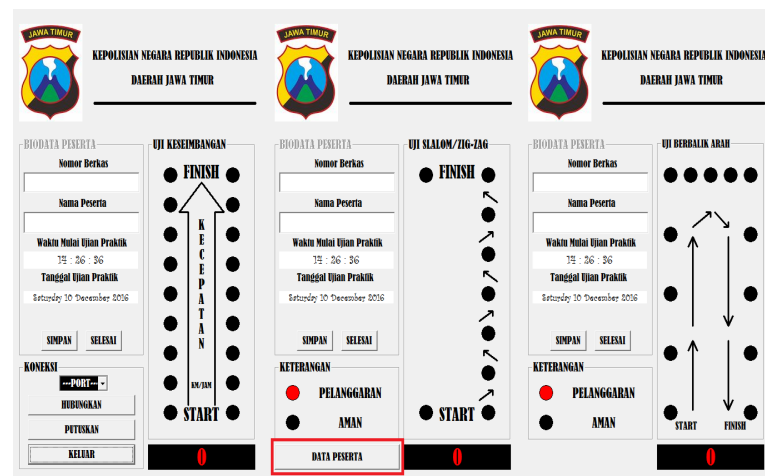 JAWA TIMUR
KEPOLISIAN NEGARA REPUBLIK INDONESIA
DAERAH JAWA TIMUR
BIODATA PESERTA
Nomor Berkas
Nama Peserta
Waktu Mulai Ujian Praktik
14 : 26 : 36
Tanggal Ujian Praktik
Saturday 10 December 2016
SIMPAN SELESAI
KONEKSI
---PORT---
HUBUNGKAN
PUTUSKAN
KELUAR
UJI KESEIMBANGAN
FINISH
KECEPATAN
KM/JAM
START
0
JAWA TIMUR
KEPOLISIAN NEGARA REPUBLIK INDONESIA
DAERAH JAWA TIMUR
BIODATA PESERTA
Nomor Berkas
Nama Peserta
Waktu Mulai Ujian Praktik
14 : 26 : 36
Tanggal Ujian Praktik
Saturday 10 December 2016
SIMPAN SELESAI
KETERANGAN
PELANGGARAN
AMAN
DATA PESERTA
UJI SLALOM/ZIG-ZAG
FINISH
START
0
JAWA TIMUR
KEPOLISIAN NEGARA REPUBLIK INDONESIA
DAERAH JAWA TIMUR
BIODATA PESERTA
Nomor Berkas
Nama Peserta
Waktu Mulai Ujian Praktik
14 : 26 : 36
Tanggal Ujian Praktik
Saturday 10 December 2016
SIMPAN SELESAI
KETERANGAN
PELANGGARAN
AMAN
UJI BERBALIK ARAH
START FINISH
0